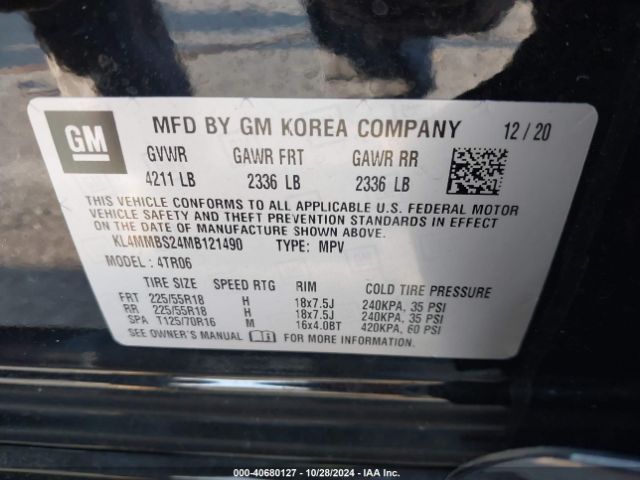 GM
MFD BY GM KOREA COMPANY 12/20
GVWR GAWR FRT GAWR RR
4211 LB 2336 LB 2336 LB
THIS VEHICLE CONFORMS TO ALL APPLICABLE U.S. FEDERAL MOTOR
VEHICLE SAFETY AND THEFT PREVENTION STANDARDS IN EFFECT
ON THE DATE OF MANUFACTURE SHOWN ABOVE.
KL4MMBS24MB121490 TYPE: MPV
MODEL: 4TR06
TIRE SIZE SPEED RTG RIM COLD TIRE PRESSURE
FRT 225/55R18 H 18x7.5J 240KPA, 35 PSI
RR 225/55R18 H 18x7.5J 240KPA, 35 PSI
SPA T125/70R16 M 16x4.0BT 420KPA, 60 PSI
SEE OWNER'S MANUAL FOR MORE INFORMATION.
000-40680127 - 10/28/2024 - IAAI.COM